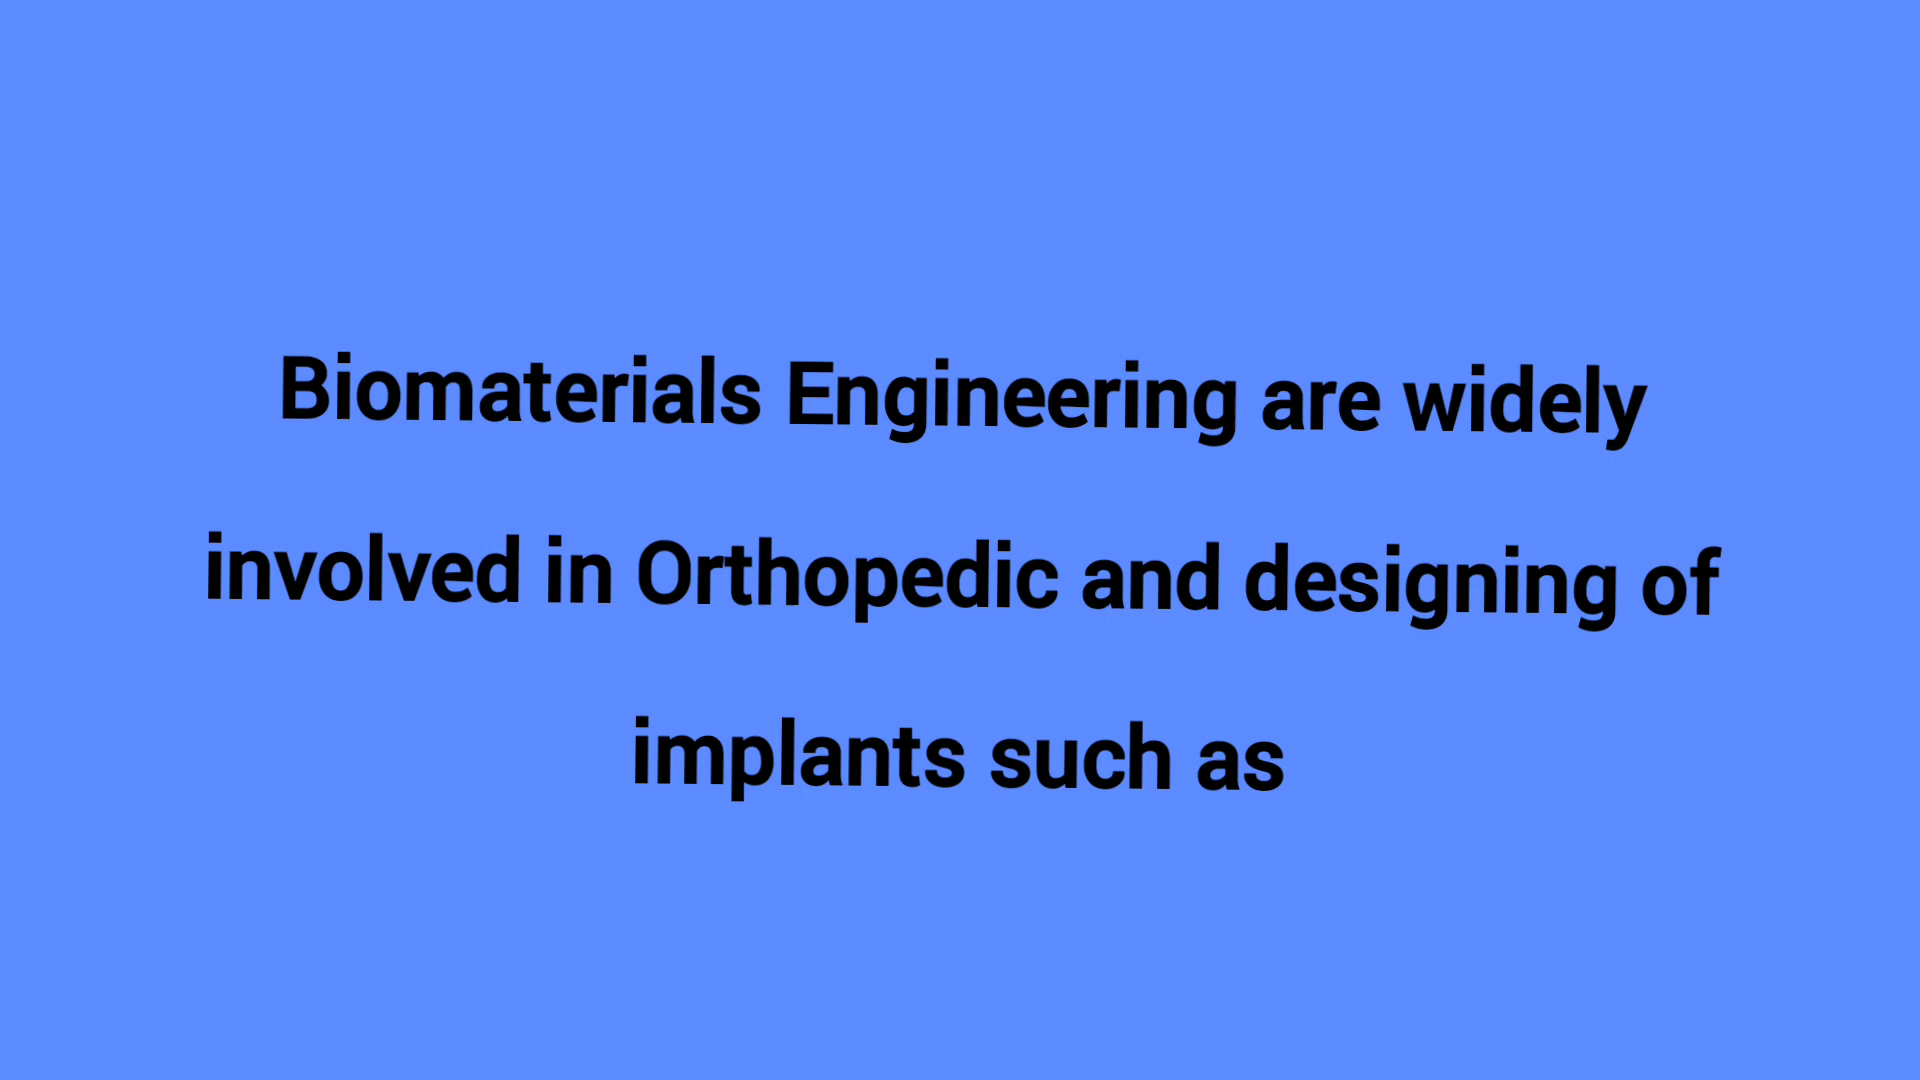 Biomaterials Engineering are widely
involved in Orthopedic and designing of
implants such as